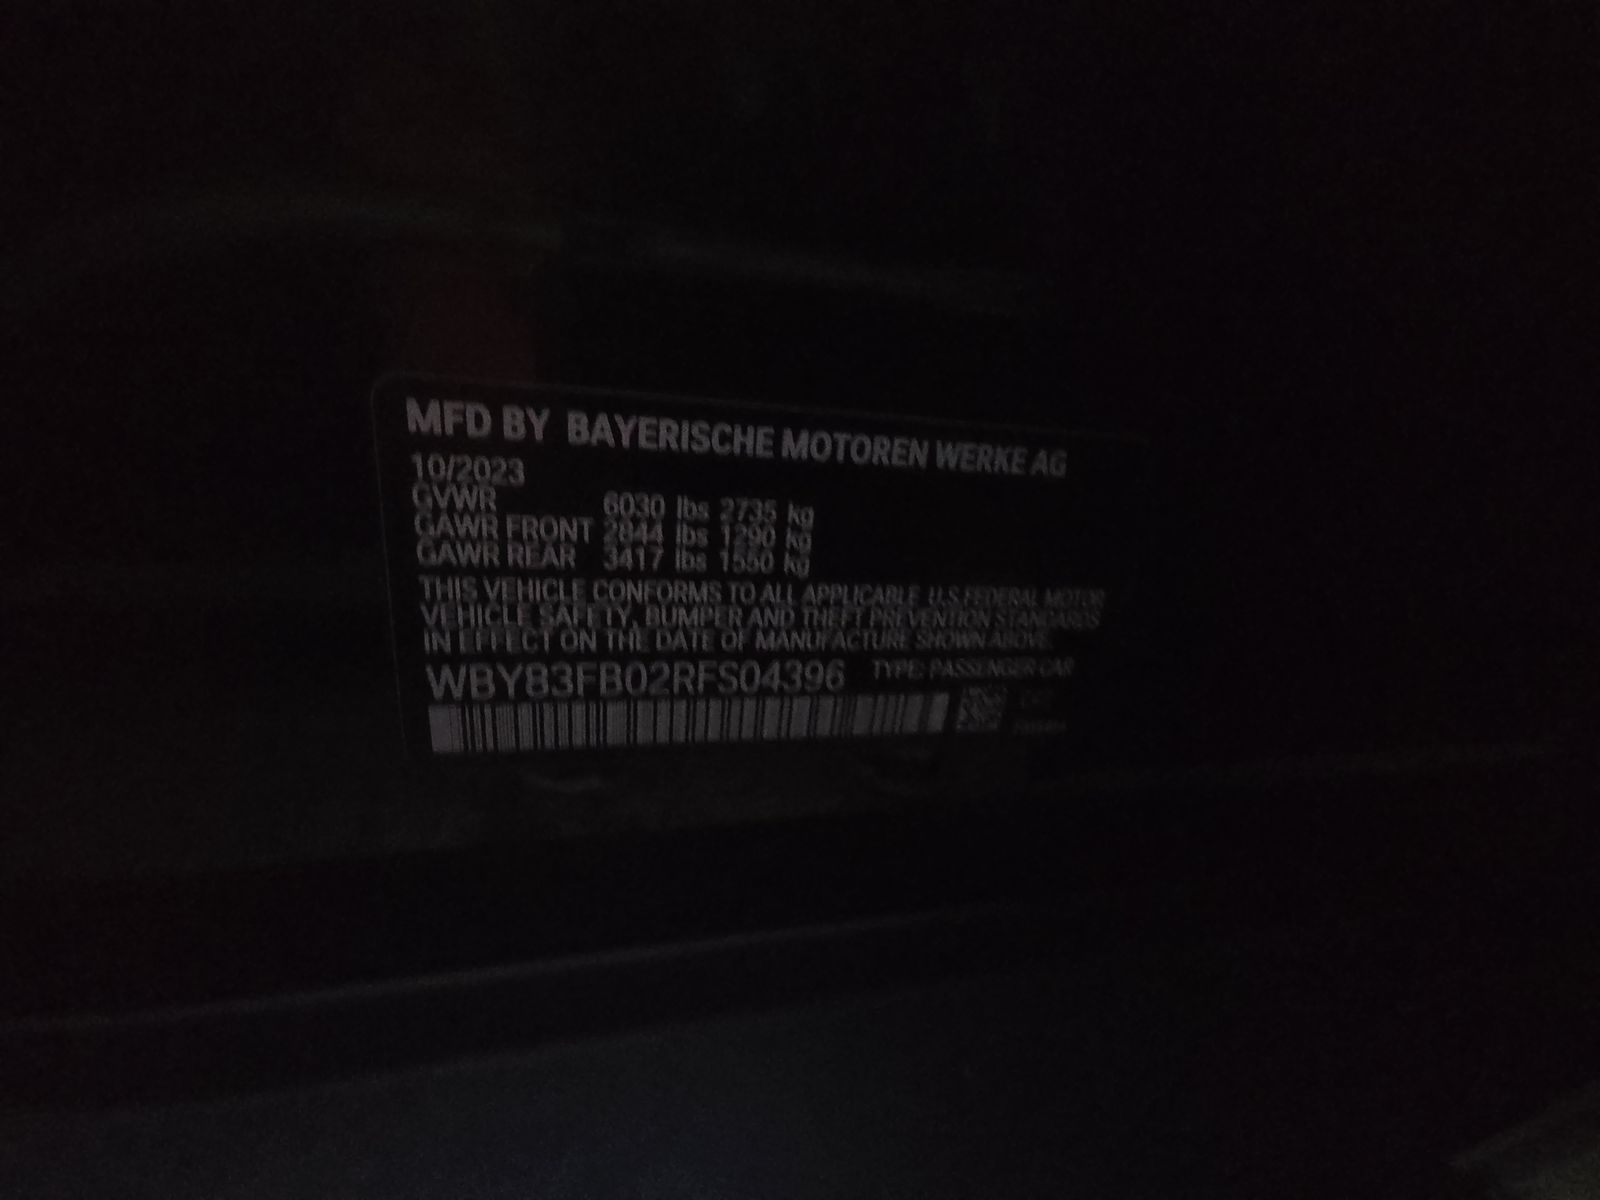 MFD BY BAYERISCHE MOTOREN WERKE AG
10/2023
GVWR 6030 lbs 2735 kg
GAWR FRONT 2844 lbs 1290 kg
GAWR REAR 3417 lbs 1550 kg
THIS VEHICLE CONFORMS TO ALL APPLICABLE U.S.FEDERAL MOTOR
VEHICLE SAFETY, BUMPER AND THEFT PREVENTION STANDARDS
IN EFFECT ON THE DATE OF MANUFACTURE SHOWN ABOVE.
WBY83FB02RFS04396 TYPE: PASSENGER CAR